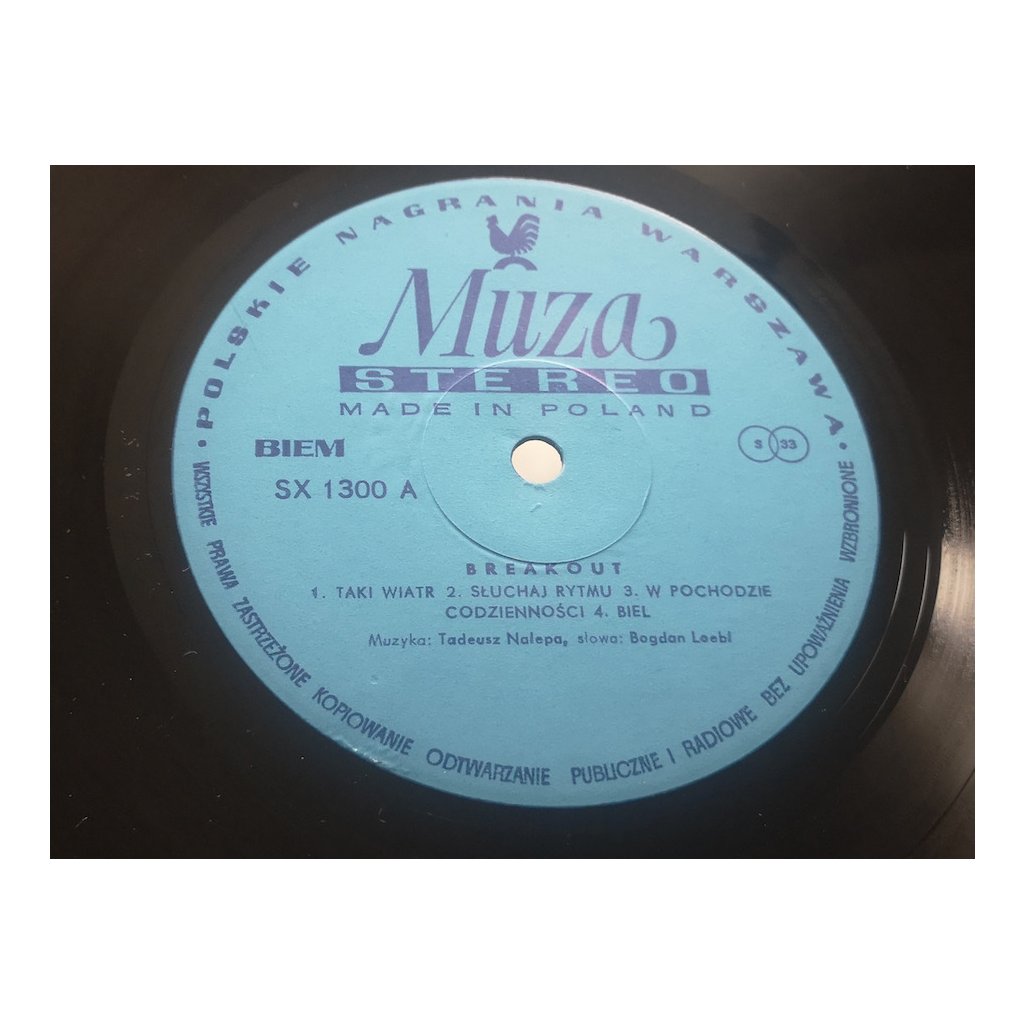 • POLSKIE NAGRANIA WARSZAWA •
Muza
STEREO
MADE IN POLAND
BIEM
S 33
SX 1300 A
BREAKOUT
1. TAKI WIATR 2. SŁUCHAJ RYTMU 3. W POCHODZIE
CODZIENNOŚCI 4. BIEL
Muzyka: Tadeusz Nalepa, słowa: Bogdan Loebl
WSZYSTKIE PRAWA ZASTRZEŻONE KOPIOWANIE ODTWARZANIE PUBLICZNE I RADIOWE BEZ UPOWAŻNIENIA WZBRONIONE